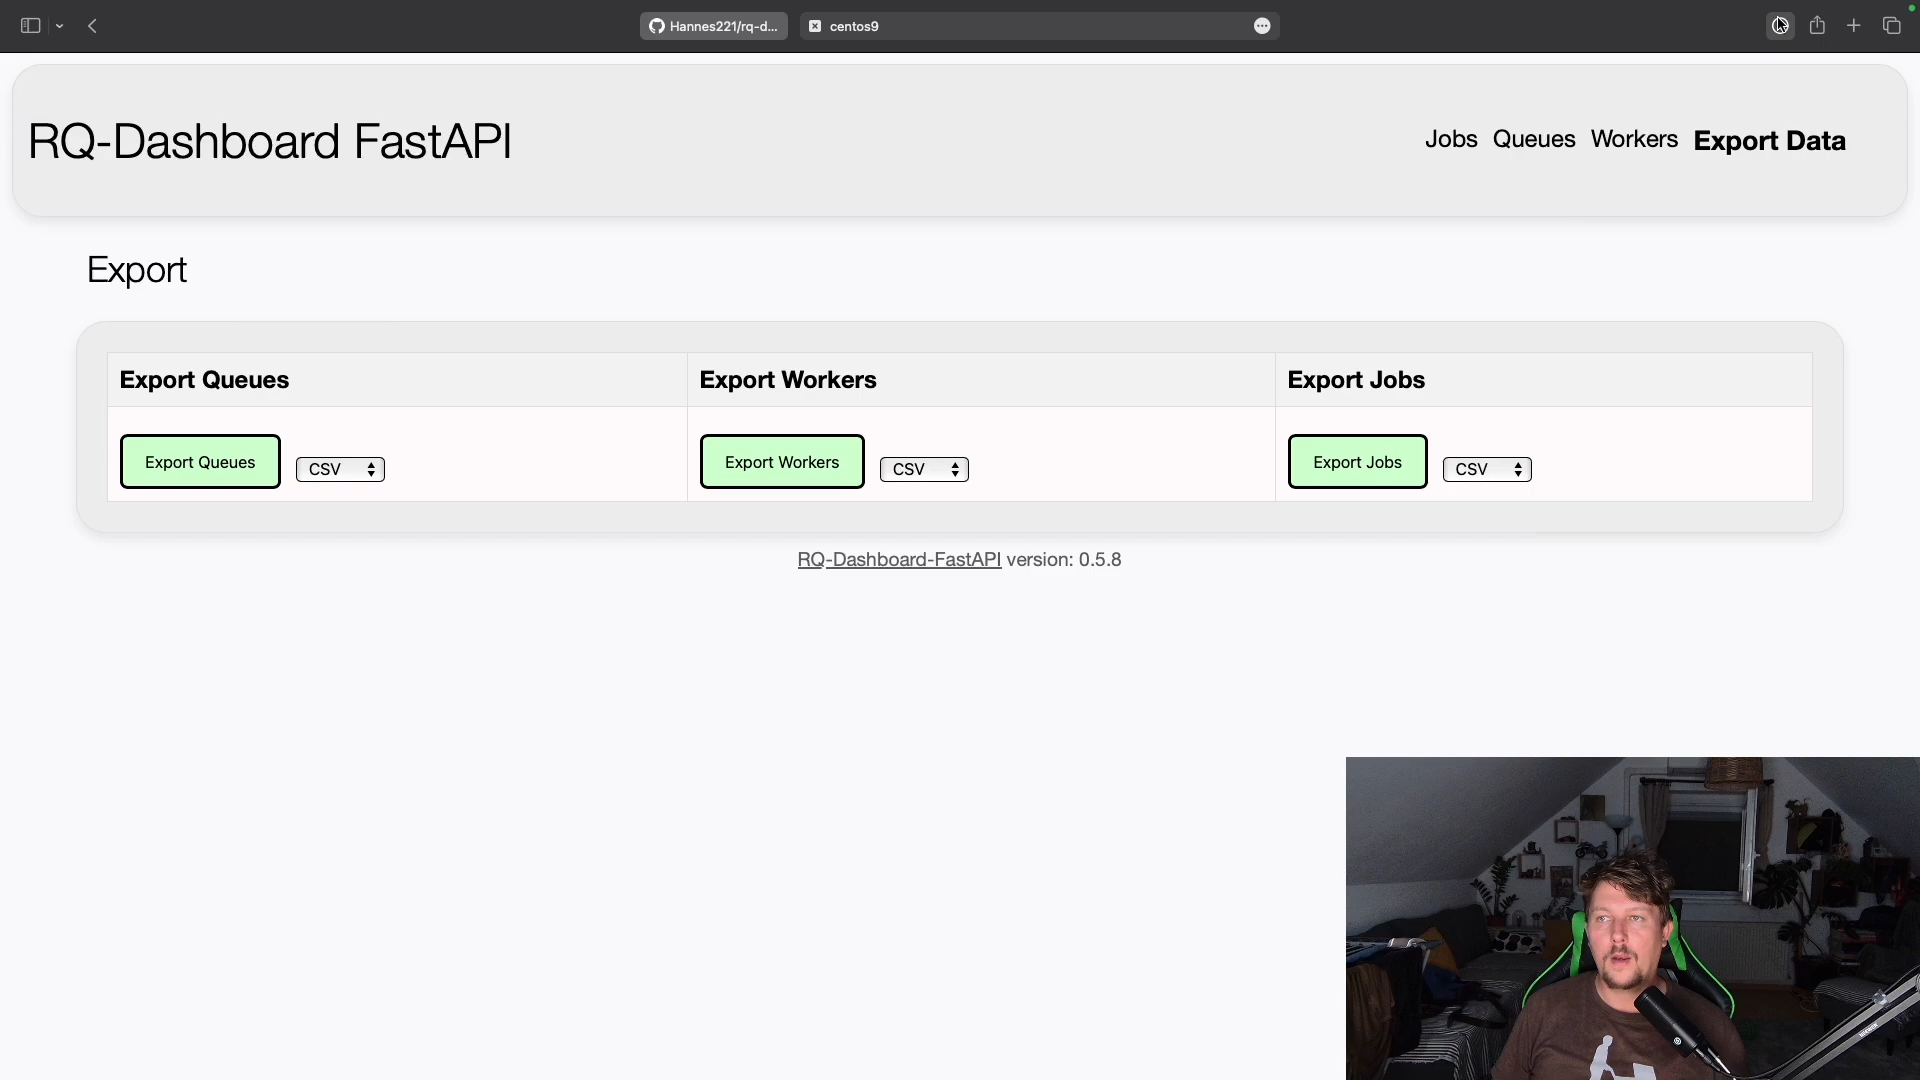 Hannes221/rq-d...
centos9
RQ-Dashboard FastAPI
Jobs Queues Workers Export Data
Export
Export Queues Export Workers Export Jobs
Export Queues CSV Export Workers CSV Export Jobs CSV
RQ-Dashboard-FastAPI version: 0.5.8